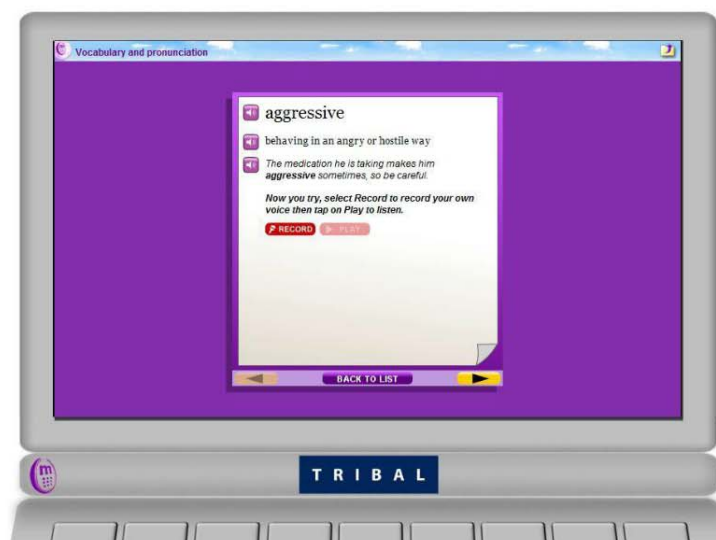 Vocabulary and pronunciation
aggressive
behaving in an angry or hostile way
The medication he is taking makes him
aggressive sometimes, so be careful.
Now you try, select Record to record your own
voice then tap on Play to listen.
RECORD PLAY
BACK TO LIST
m
TRIBAL